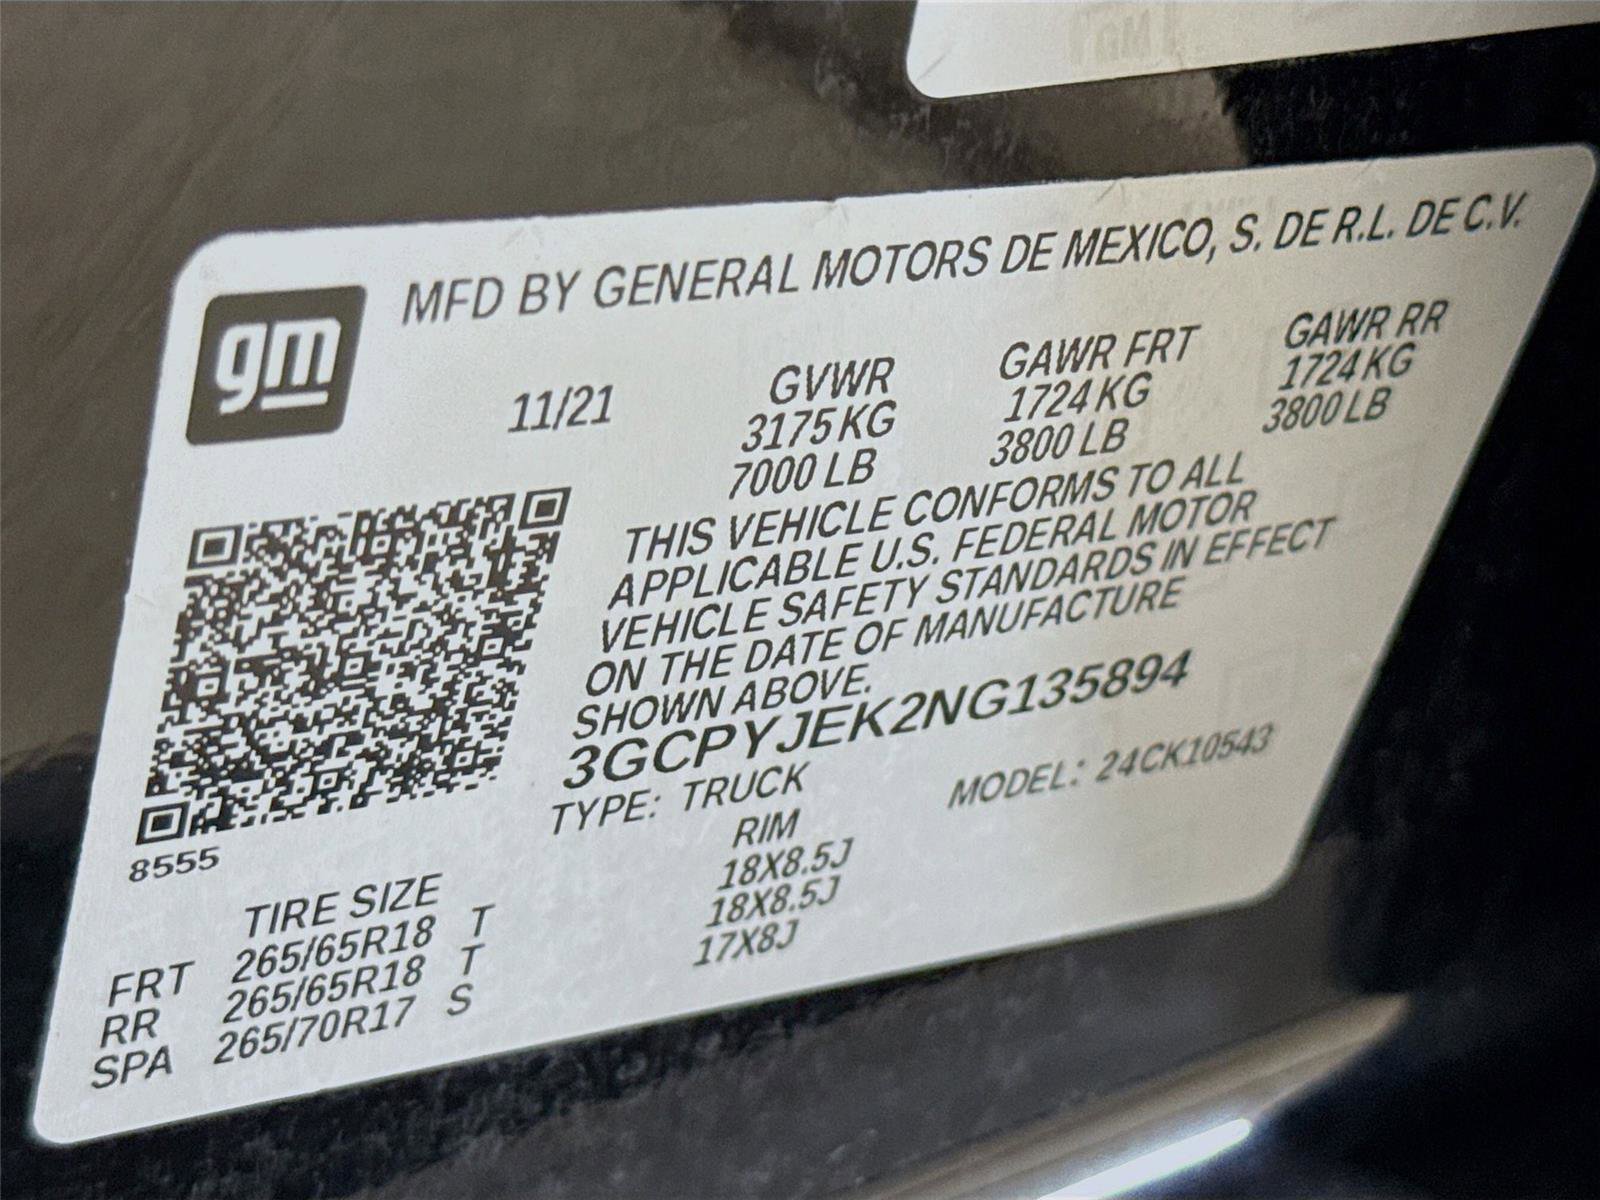 gm
MFD BY GENERAL MOTORS DE MEXICO, S. DE R.L. DE C.V.
11/21
GVWR GAWR FRT GAWR RR
3175 KG 1724 KG 1724 KG
7000 LB 3800 LB 3800 LB
THIS VEHICLE CONFORMS TO ALL
APPLICABLE U.S. FEDERAL MOTOR
VEHICLE SAFETY STANDARDS IN EFFECT
ON THE DATE OF MANUFACTURE
SHOWN ABOVE.
3GCPYJEK2NG135894
TYPE: TRUCK MODEL: 24CK10543
8555
TIRE SIZE RIM
FRT 265/65R18 T 18X8.5J
RR 265/65R18 T 18X8.5J
SPA 265/70R17 S 17X8J